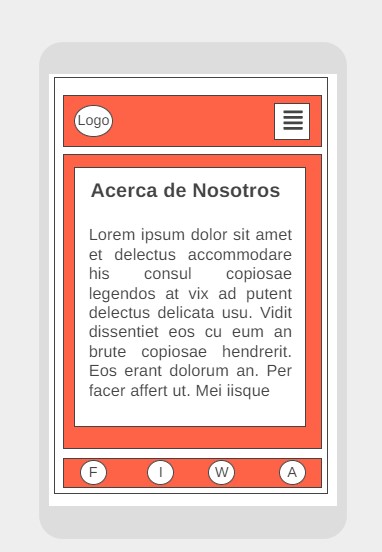 Logo
Acerca de Nosotros
Lorem ipsum dolor sit amet
et delectus accommodare
his consul copiosae
legendos at vix ad putent
delectus delicata usu. Vidit
dissentiet eos cu eum an
brute copiosae hendrerit.
Eos erant dolorum an. Per
facer affert ut. Mei iisque
F I W A